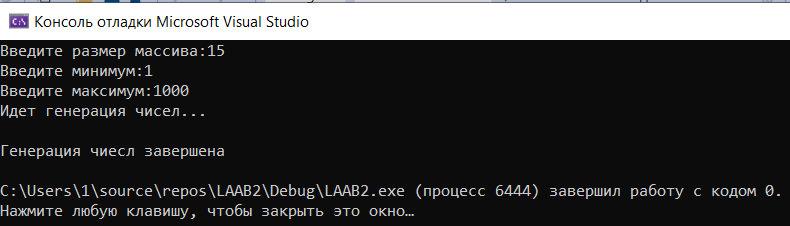 Консоль отладки Microsoft Visual Studio
Введите размер массива:15
Введите минимум:1
Введите максимум:1000
Идет генерация чисел...
Генерация чиесл завершена
C:\Users\1\source\repos\LAAB2\Debug\LAAB2.exe (процесс 6444) завершил работу с кодом 0.
Нажмите любую клавишу, чтобы закрыть это окно…